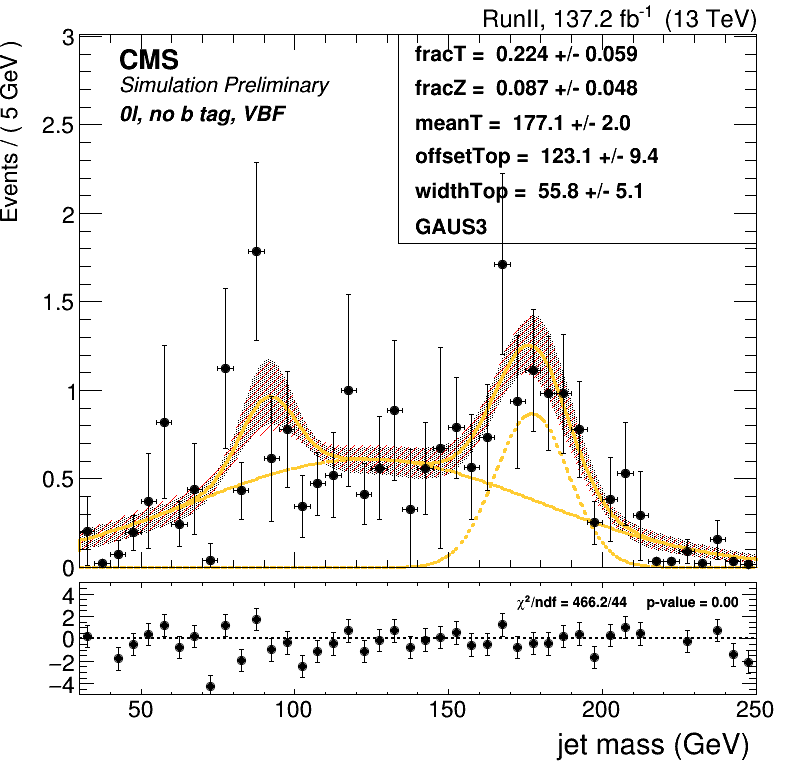 RunII, 137.2 fb-1 (13 TeV)
CMS
Simulation Preliminary
0l, no b tag, VBF
fracT = 0.224 +/- 0.059
fracZ = 0.087 +/- 0.048
meanT = 177.1 +/- 2.0
offsetTop = 123.1 +/- 9.4
widthTop = 55.8 +/- 5.1
GAUS3
Events / ( 5 GeV )
3
2.5
2
1.5
1
0.5
0
χ²/ndf = 466.2/44 p-value = 0.00
4
2
0
−2
−4
50 100 150 200 250
jet mass (GeV)